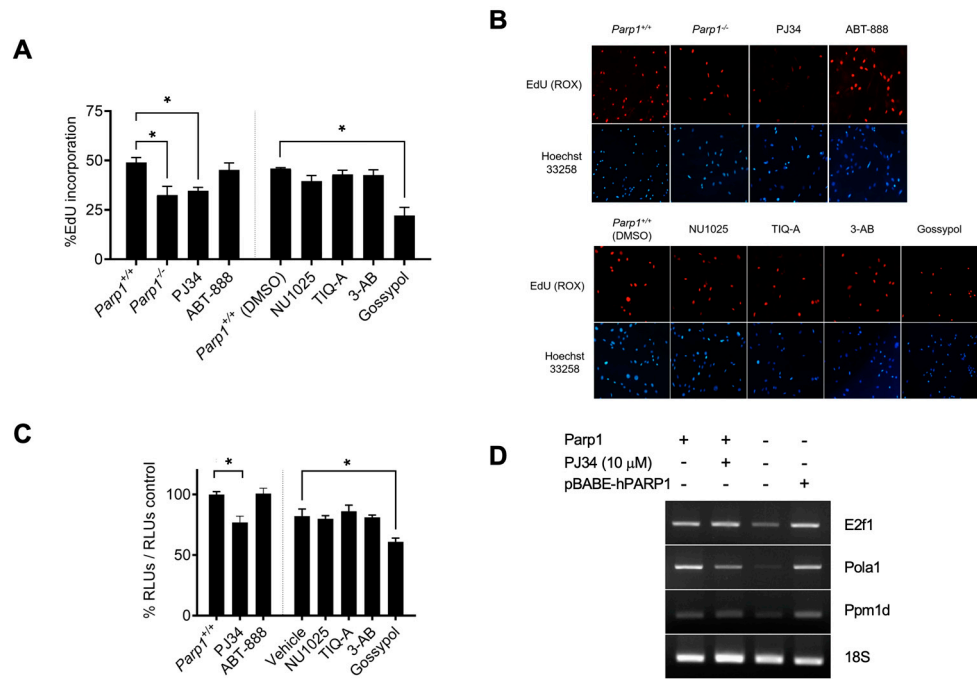 A
%EdU incorporation
75
50
25
0
*
*
*
Parp1+/+
Parp1-/-
PJ34
ABT-888
Parp1+/+ (DMSO)
NU1025
TIQ-A
3-AB
Gossypol
B
Parp1+/+ Parp1-/- PJ34 ABT-888
EdU (ROX)
Hoechst
33258
Parp1+/+
(DMSO) NU1025 TIQ-A 3-AB Gossypol
EdU (ROX)
Hoechst
33258
C
% RLUs / RLUs control
100
50
0
*
*
Parp1+/+
PJ34
ABT-888
Vehicle
NU1025
TIQ-A
3-AB
Gossypol
D
Parp1 + + - -
PJ34 (10 μM) - + - -
pBABE-hPARP1 - - - +
E2f1
Pola1
Ppm1d
18S